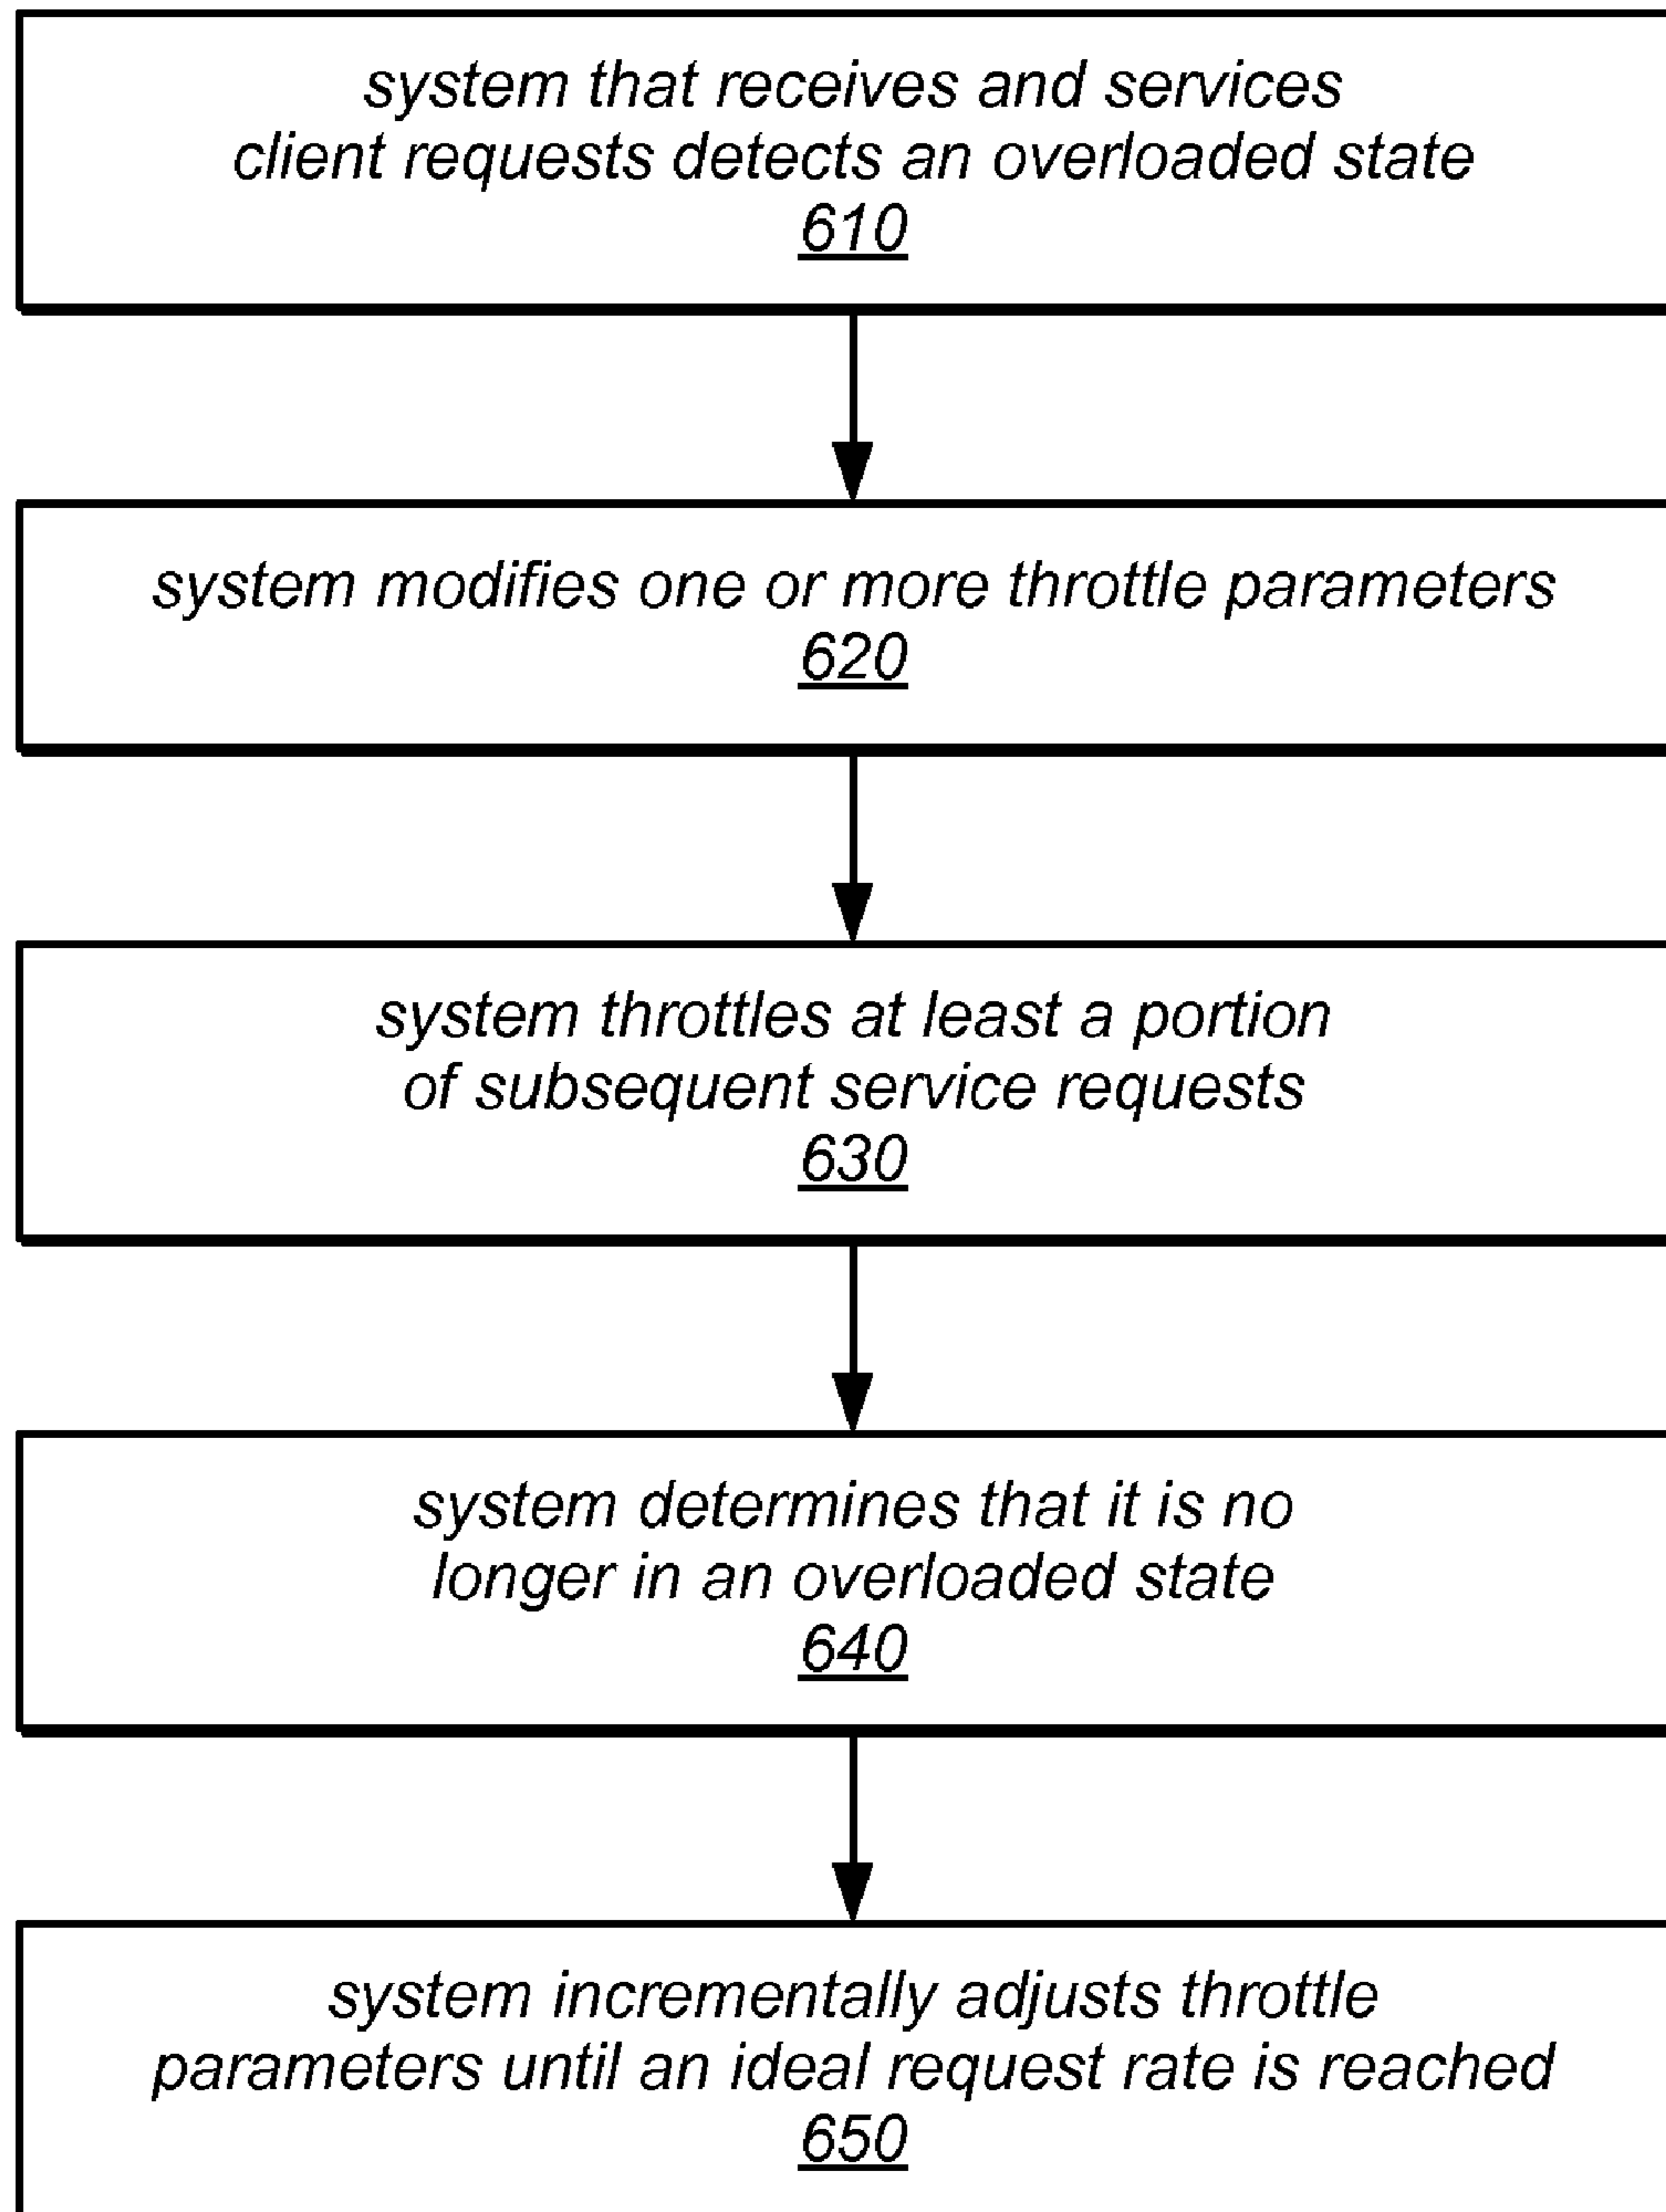 system that receives and services
client requests detects an overloaded state
610
system modifies one or more throttle parameters
620
system throttles at least a portion
of subsequent service requests
630
system determines that it is no
longer in an overloaded state
640
system incrementally adjusts throttle
parameters until an ideal request rate is reached
650